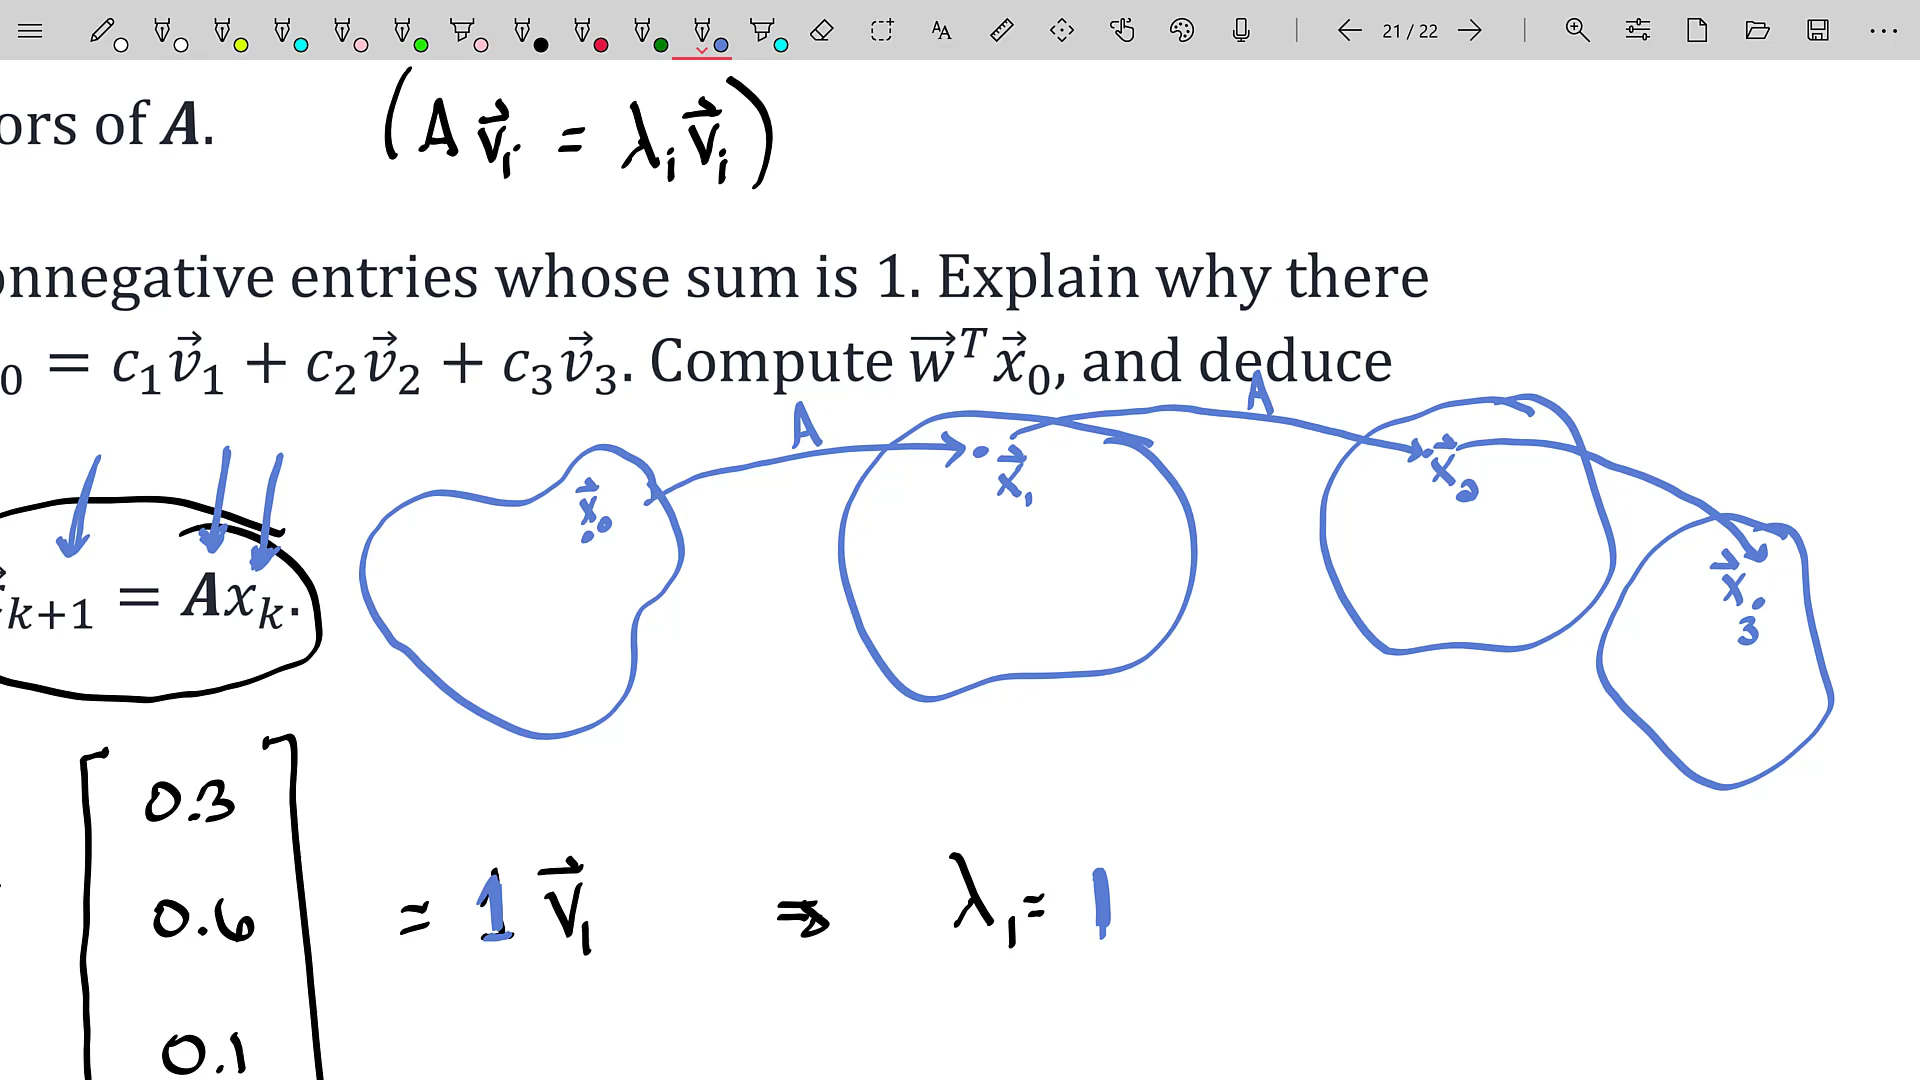 21 / 22
ors of A.
(A v⃗ᵢ = λᵢ v⃗ᵢ)
onnegative entries whose sum is 1. Explain why there
₀ = c₁v⃗₁ + c₂v⃗₂ + c₃v⃗₃. Compute w⃗ᵀx⃗₀, and deduce
A A
x⃗₀ x⃗₁ x⃗₂ x⃗₃
k+1 = Axₖ.
0.3
0.6 = 1 v⃗₁ ⇒ λ₁ = 1
0.1